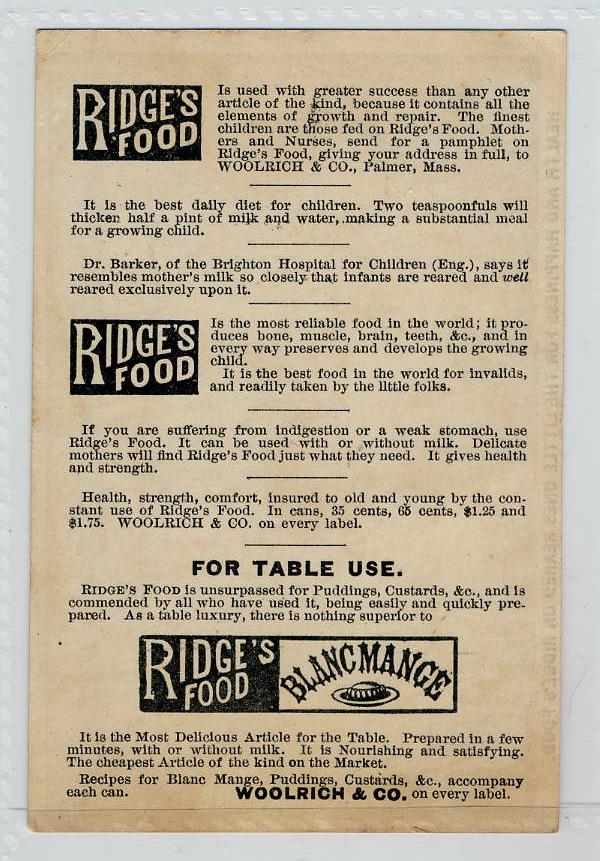 RIDGE'S FOOD
Is used with greater success than any other
article of the kind, because it contains all the
elements of growth and repair. The finest
children are those fed on Ridge's Food. Moth-
ers and Nurses, send for a pamphlet on
Ridge's Food, giving your address in full, to
WOOLRICH & CO., Palmer, Mass.
It is the best daily diet for children. Two teaspoonfuls will
thicken half a pint of milk and water, making a substantial meal
for a growing child.
Dr. Barker, of the Brighton Hospital for Children (Eng.), says it
resembles mother's milk so closely that infants are reared and well
reared exclusively upon it.
RIDGE'S FOOD
Is the most reliable food in the world; it pro-
duces bone, muscle, brain, teeth, &c., and in
every way preserves and develops the growing
child.
It is the best food in the world for invalids,
and readily taken by the little folks.
If you are suffering from indigestion or a weak stomach, use
Ridge's Food. It can be used with or without milk. Delicate
mothers will find Ridge's Food just what they need. It gives health
and strength.
Health, strength, comfort, insured to old and young by the con-
stant use of Ridge's Food. In cans, 35 cents, 65 cents, $1.25 and
$1.75. WOOLRICH & CO. on every label.
FOR TABLE USE.
RIDGE'S FOOD is unsurpassed for Puddings, Custards, &c., and is
commended by all who have used it, being easily and quickly pre-
pared. As a table luxury, there is nothing superior to
RIDGE'S FOOD BLANCMANGE
It is the Most Delicious Article for the Table. Prepared in a few
minutes, with or without milk. It is Nourishing and satisfying.
The cheapest Article of the kind on the Market.
Recipes for Blanc Mange, Puddings, Custards, &c., accompany
each can. WOOLRICH & CO. on every label.